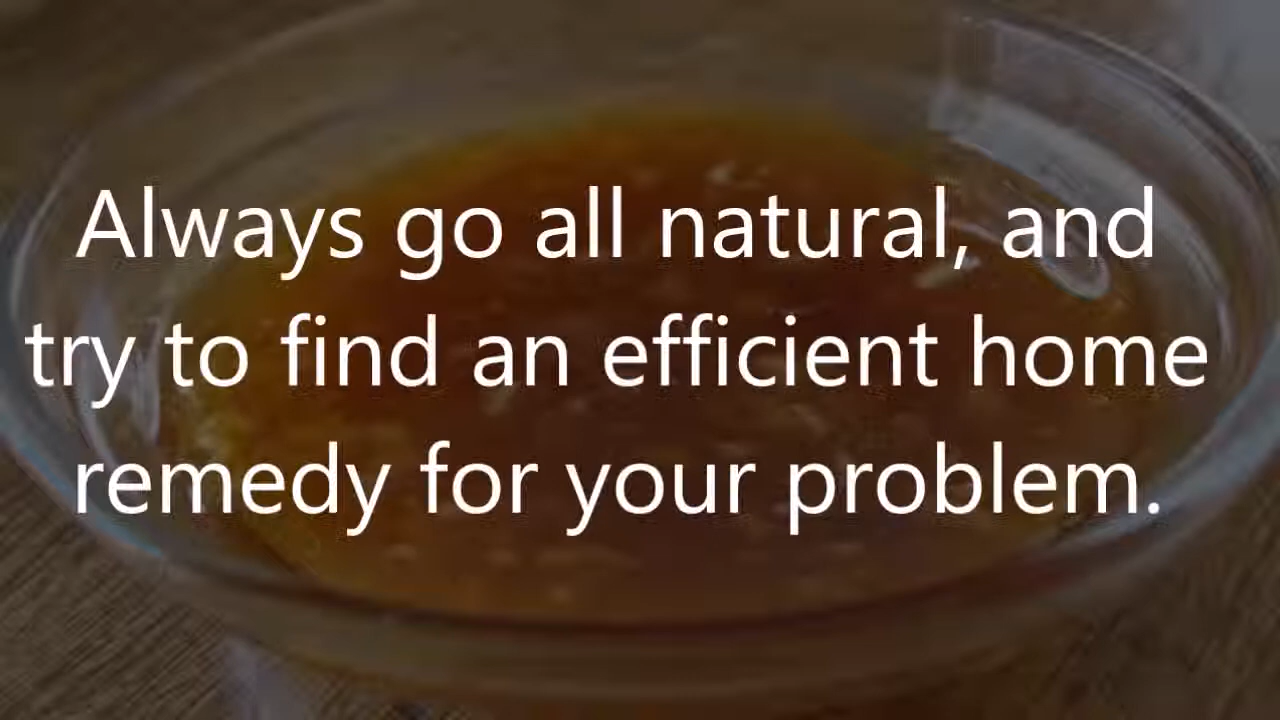 Always go all natural, and
try to find an efficient home
remedy for your problem.